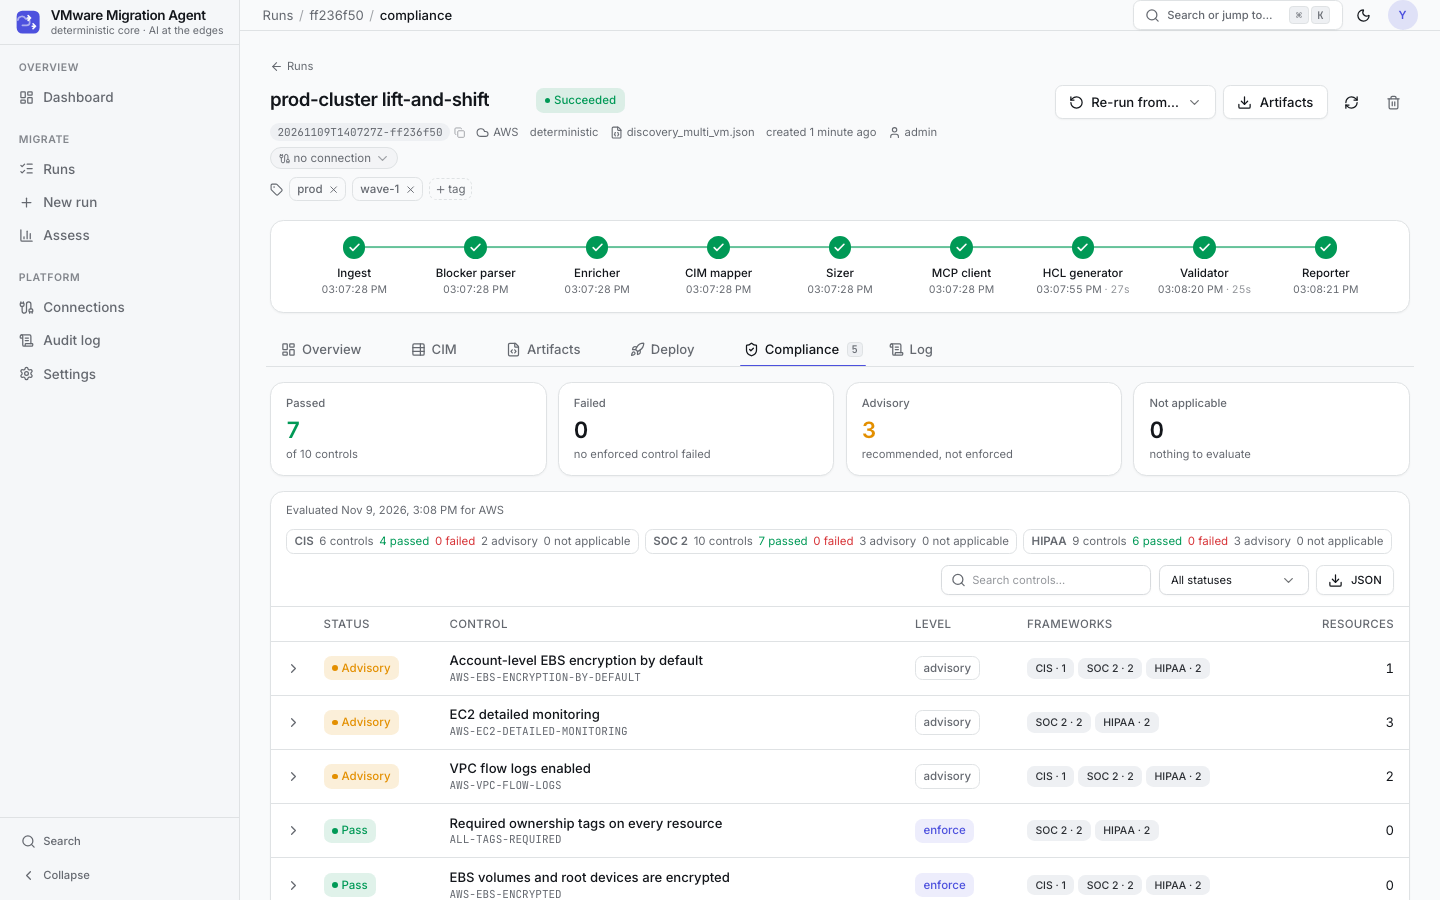 VMware Migration Agent
deterministic core · AI at the edges
Runs / ff236f50 / compliance
Search or jump to... ⌘ K
Y
OVERVIEW
Dashboard
MIGRATE
Runs
New run
Assess
PLATFORM
Connections
Audit log
Settings
Search
Collapse
Runs
prod-cluster lift-and-shift
Succeeded
Re-run from...
Artifacts
20261109T140727Z-ff236f50 AWS deterministic discovery_multi_vm.json created 1 minute ago admin
no connection
prod × wave-1 × + tag
Ingest Blocker parser Enricher CIM mapper Sizer MCP client HCL generator Validator Reporter
03:07:28 PM 03:07:28 PM 03:07:28 PM 03:07:28 PM 03:07:28 PM 03:07:28 PM 03:07:55 PM · 27s 03:08:20 PM · 25s 03:08:21 PM
Overview CIM Artifacts Deploy Compliance 5 Log
Passed
7
of 10 controls
Failed
0
no enforced control failed
Advisory
3
recommended, not enforced
Not applicable
0
nothing to evaluate
Evaluated Nov 9, 2026, 3:08 PM for AWS
CIS 6 controls 4 passed 0 failed 2 advisory 0 not applicable
SOC 2 10 controls 7 passed 0 failed 3 advisory 0 not applicable
HIPAA 9 controls 6 passed 0 failed 3 advisory 0 not applicable
Search controls...
All statuses
JSON
STATUS CONTROL LEVEL FRAMEWORKS RESOURCES
Advisory Account-level EBS encryption by default advisory CIS · 1 SOC 2 · 2 HIPAA · 2 1
AWS-EBS-ENCRYPTION-BY-DEFAULT
Advisory EC2 detailed monitoring advisory SOC 2 · 2 HIPAA · 2 3
AWS-EC2-DETAILED-MONITORING
Advisory VPC flow logs enabled advisory CIS · 1 SOC 2 · 2 HIPAA · 2 2
AWS-VPC-FLOW-LOGS
Pass Required ownership tags on every resource enforce SOC 2 · 2 HIPAA · 2 0
ALL-TAGS-REQUIRED
Pass EBS volumes and root devices are encrypted enforce CIS · 1 SOC 2 · 2 HIPAA · 2 0
AWS-EBS-ENCRYPTED